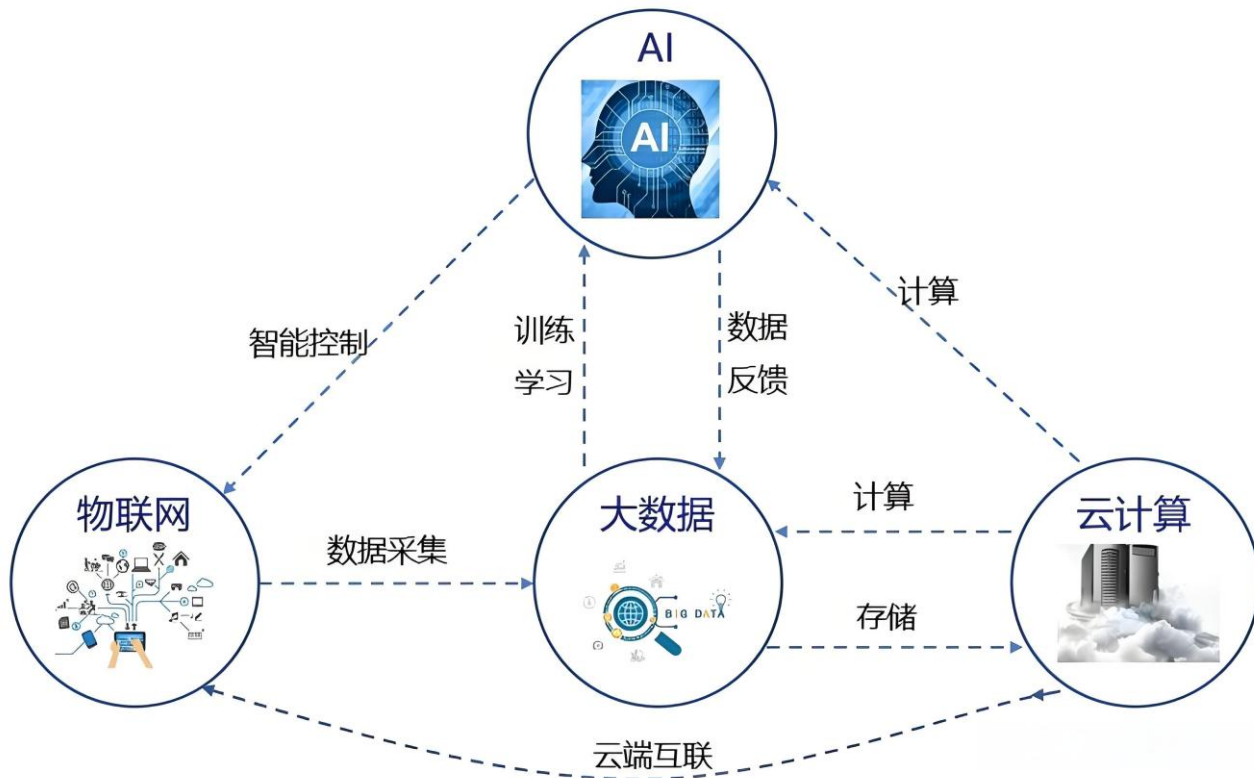 AI
AI
计算
智能控制
训练
学习
数据
反馈
物联网
数据采集
大数据
BIG DATA
计算
存储
云计算
云端互联